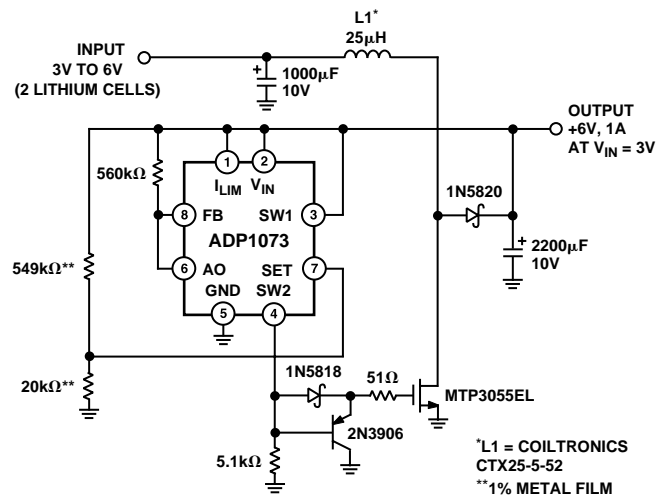 L1*
25µH
INPUT
3V TO 6V
(2 LITHIUM CELLS)
+
1000µF
10V
OUTPUT
+6V, 1A
AT VIN = 3V
560kΩ
1
2
ILIM
VIN
1N5820
8
FB
SW1
3
ADP1073
+
2200µF
10V
549kΩ**
6
AO
SET
7
GND
SW2
5
4
1N5818
51Ω
20kΩ**
MTP3055EL
2N3906
5.1kΩ
*L1 = COILTRONICS
CTX25-5-52
**1% METAL FILM